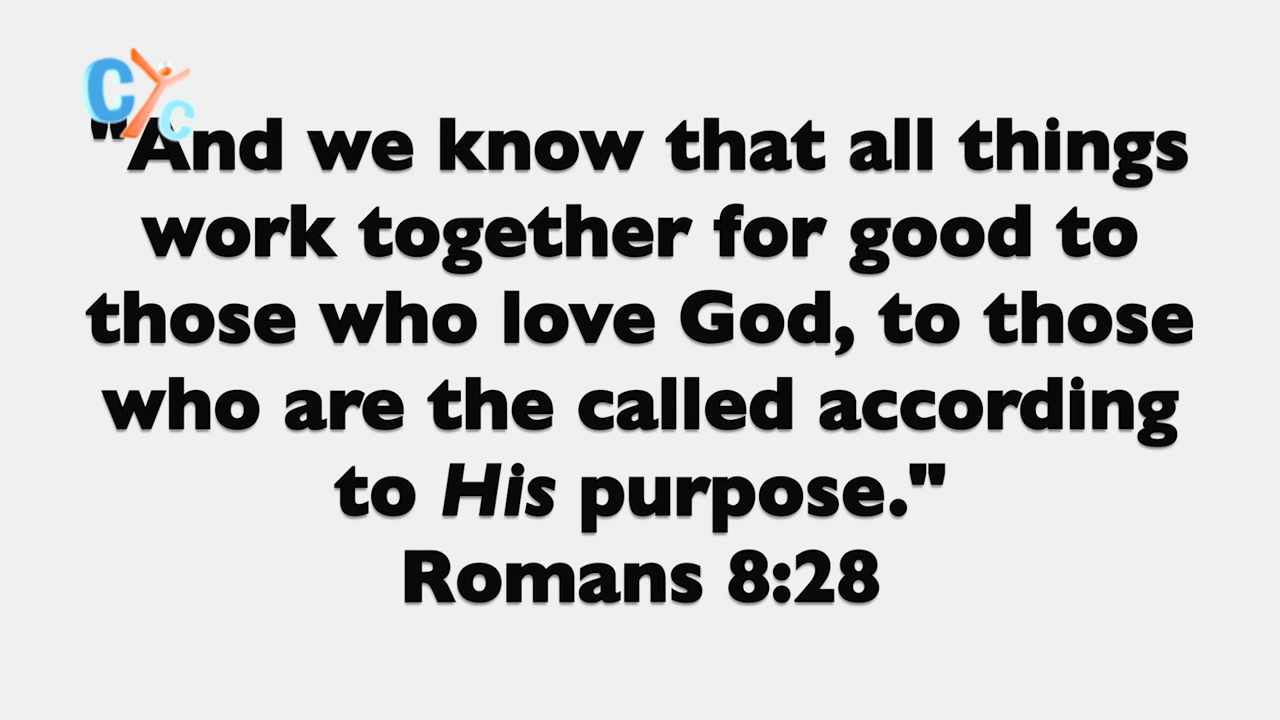 CYC
"And we know that all things
work together for good to
those who love God, to those
who are the called according
to His purpose."
Romans 8:28